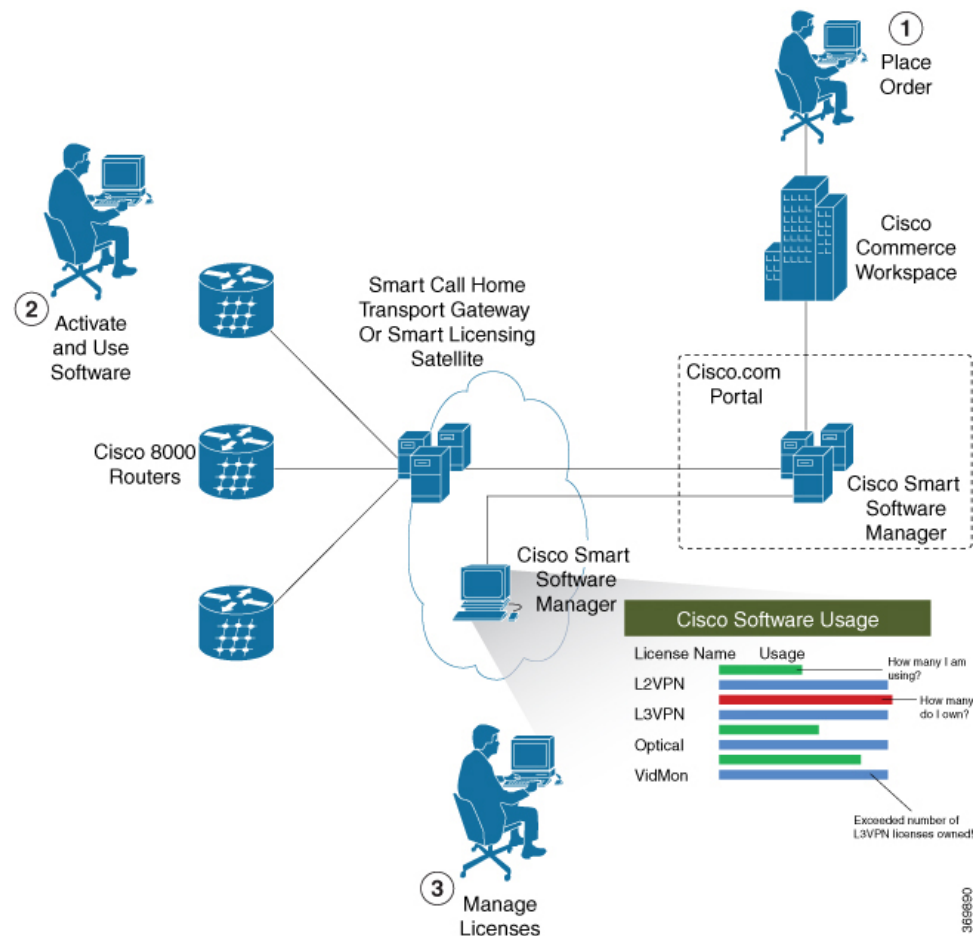 1
Place
Order
Cisco
Commerce
Workspace
2
Activate
and Use
Software
Smart Call Home
Transport Gateway
Or Smart Licensing
Satellite
Cisco.com
Portal
Cisco 8000
Routers
Cisco Smart
Software
Manager
Cisco Smart
Software
Manager
Cisco Software Usage
License Name Usage
How many I am
using?
L2VPN
How many
do I own?
L3VPN
Optical
VidMon
Exceeded number of
L3VPN licenses owned!
3
Manage
Licenses
369890